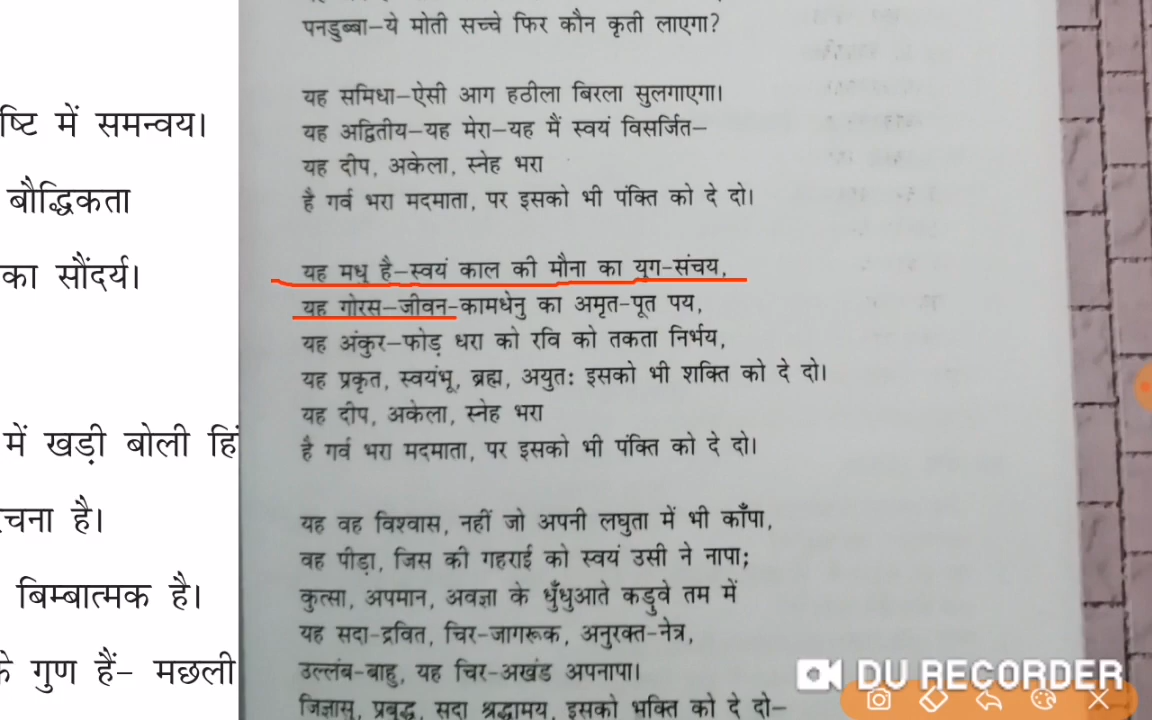 ष्टि में समन्वय।
बौद्धिकता
का सौंदर्य।
में खड़ी बोली हिं
चना है।
बिम्बात्मक है।
के गुण हैं– मछली
पनडुब्बा–ये मोती सच्चे फिर कौन कृती लाएगा?
यह समिधा–ऐसी आग हठीला बिरला सुलगाएगा।
यह अद्वितीय–यह मेरा–यह मैं स्वयं विसर्जित–
यह दीप, अकेला, स्नेह भरा
है गर्व भरा मदमाता, पर इसको भी पंक्ति को दे दो।
यह मधु है–स्वयं काल की मौना का युग-संचय,
यह गोरस–जीवन-कामधेनु का अमृत-पूत पय,
यह अंकुर–फोड़ धरा को रवि को तकता निर्भय,
यह प्रकृत, स्वयंभू, ब्रह्म, अयुतः इसको भी शक्ति को दे दो।
यह दीप, अकेला, स्नेह भरा
है गर्व भरा मदमाता, पर इसको भी पंक्ति को दे दो।
यह वह विश्वास, नहीं जो अपनी लघुता में भी काँपा,
वह पीड़ा, जिस की गहराई को स्वयं उसी ने नापा;
कुत्सा, अपमान, अवज्ञा के धुँधुआते कड़ुवे तम में
यह सदा-द्रवित, चिर-जागरूक, अनुरक्त-नेत्र,
उल्लंब-बाहु, यह चिर-अखंड अपनापा।
जिज्ञासु, प्रबुद्ध, सदा श्रद्धामय, इसको भक्ति को दे दो–
DU RECORDER